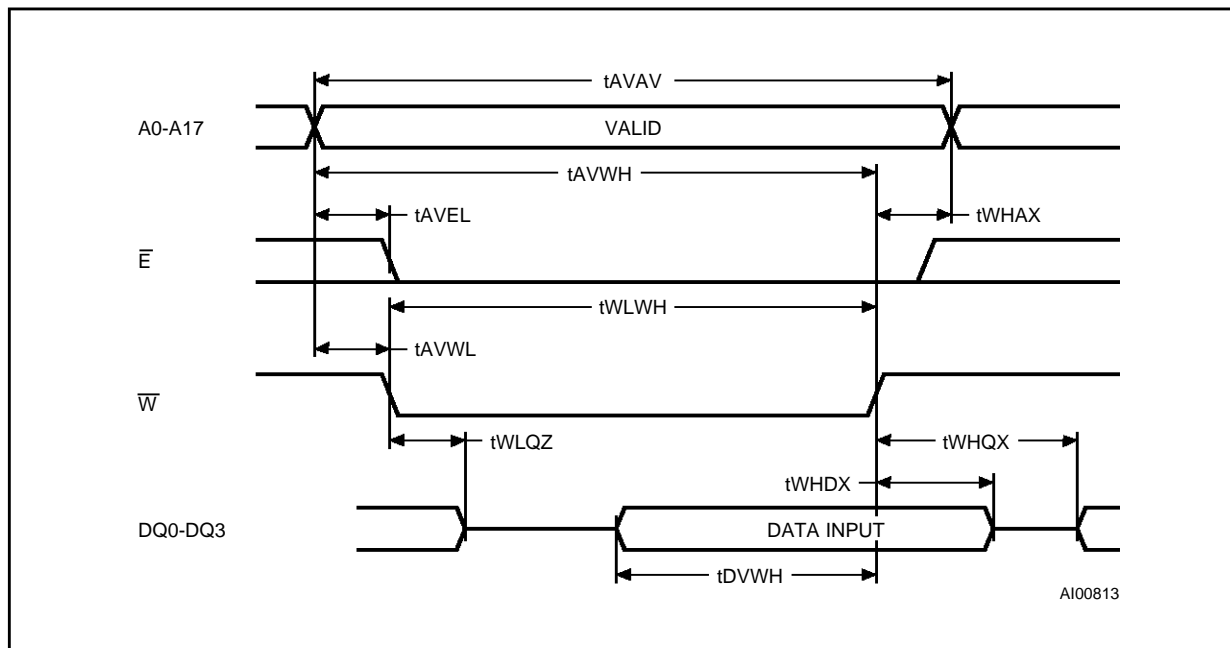 tAVAV
A0-A17
VALID
tAVWH
tAVEL
tWHAX
E̅
tWLWH
tAVWL
W̅
tWLQZ
tWHQX
tWHDX
DQ0-DQ3
DATA INPUT
tDVWH
AI00813